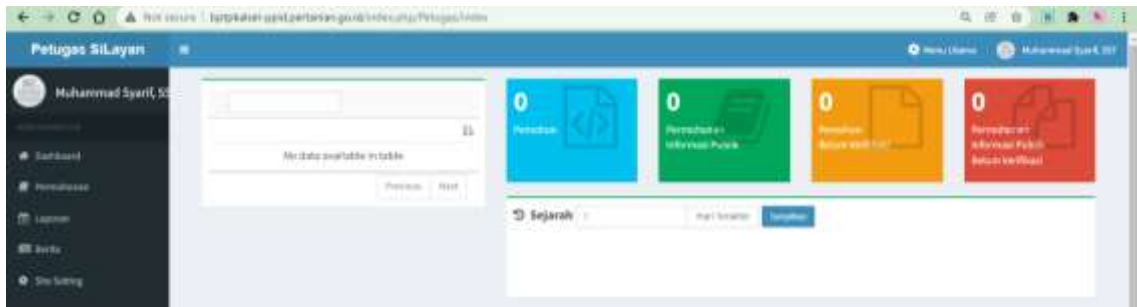 Not secure
Petugas SiLayan
Menu Utama
Muhammad Syarif, SST
Muhammad Syarif, SS
Dashboard
Permohonan
Laporan
Berita
Site Setting
No data available in table
Previous Next
0
Pemohon
0
Permohonan
Informasi Publik
0
Pemohon
Belum Verifikasi
0
Permohonan
Informasi Publik
Belum Verifikasi
Sejarah
Hari Terakhir
Tampilkan